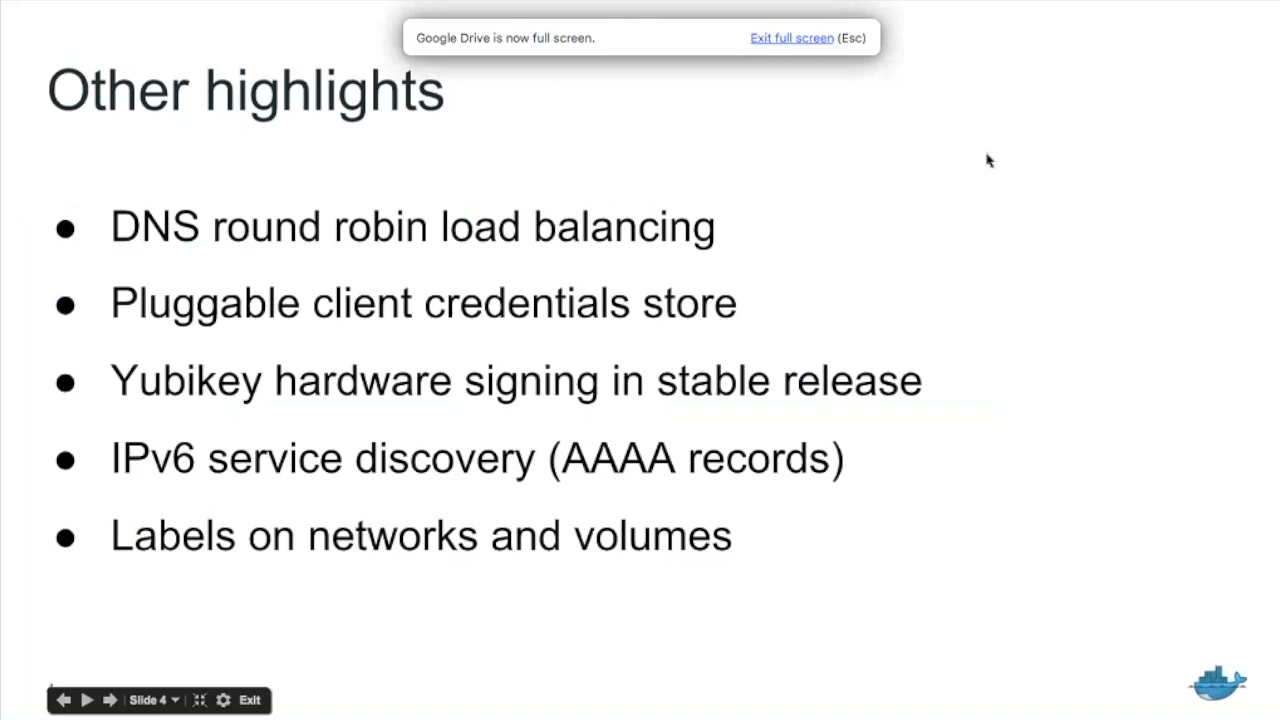 Google Drive is now full screen. Exit full screen (Esc)
Other highlights
● DNS round robin load balancing
● Pluggable client credentials store
● Yubikey hardware signing in stable release
● IPv6 service discovery (AAAA records)
● Labels on networks and volumes
Slide 4 Exit